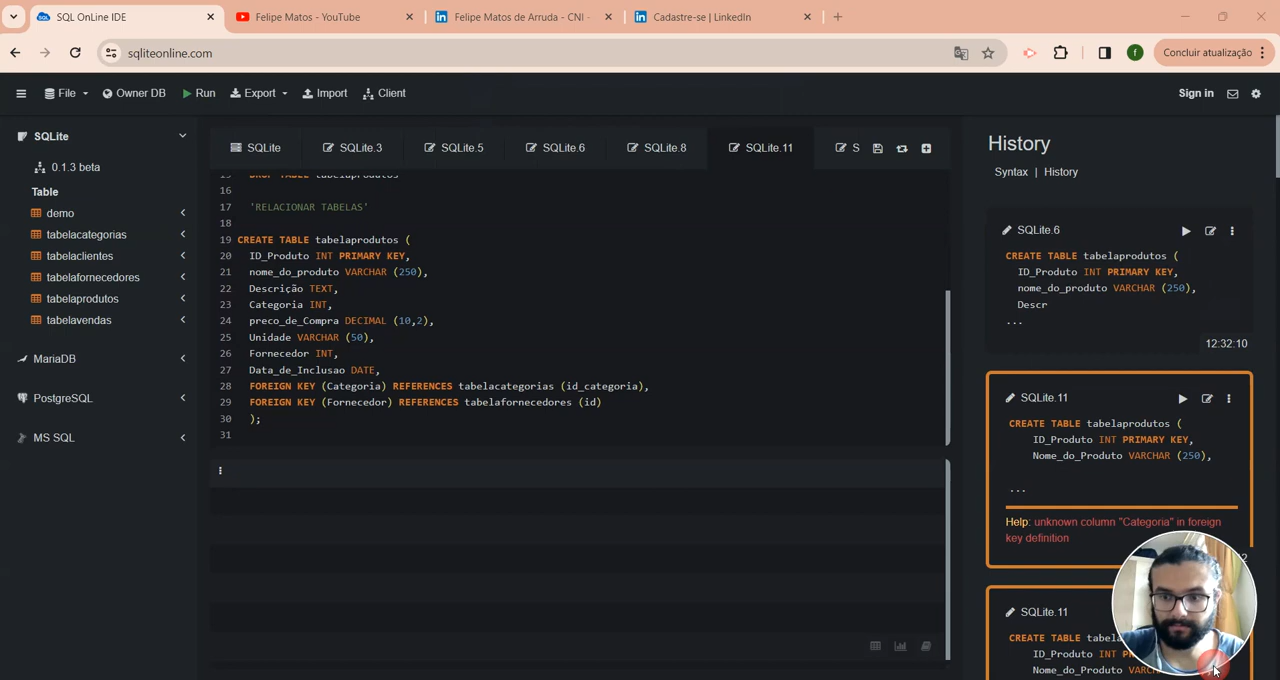 SQL OnLine IDE
Felipe Matos - YouTube
Felipe Matos de Arruda - CNI -
Cadastre-se | LinkedIn
sqliteonline.com
f
Concluir atualização
File
Owner DB
Run
Export
Import
Client
Sign in
SQLite
0.1.3 beta
Table
demo
tabelacategorias
tabelaclientes
tabelafornecedores
tabelaprodutos
tabelavendas
MariaDB
PostgreSQL
MS SQL
SQLite
SQLite.3
SQLite.5
SQLite.6
SQLite.8
SQLite.11
S
15 DROP TABLE tabelaprodutos
16
17 'RELACIONAR TABELAS'
18
19 CREATE TABLE tabelaprodutos (
20 ID_Produto INT PRIMARY KEY,
21 nome_do_produto VARCHAR (250),
22 Descrição TEXT,
23 Categoria INT,
24 preco_de_Compra DECIMAL (10,2),
25 Unidade VARCHAR (50),
26 Fornecedor INT,
27 Data_de_Inclusao DATE,
28 FOREIGN KEY (Categoria) REFERENCES tabelacategorias (id_categoria),
29 FOREIGN KEY (Fornecedor) REFERENCES tabelafornecedores (id)
30 );
31
History
Syntax | History
SQLite.6
CREATE TABLE tabelaprodutos (
ID_Produto INT PRIMARY KEY,
nome_do_produto VARCHAR (250),
Descr
...
12:32:10
SQLite.11
CREATE TABLE tabelaprodutos (
ID_Produto INT PRIMARY KEY,
Nome_do_Produto VARCHAR (250),
...
Help: unknown column "Categoria" in foreign
key definition
SQLite.11
CREATE TABLE
ID_Produto INT
Nome_do_Produto